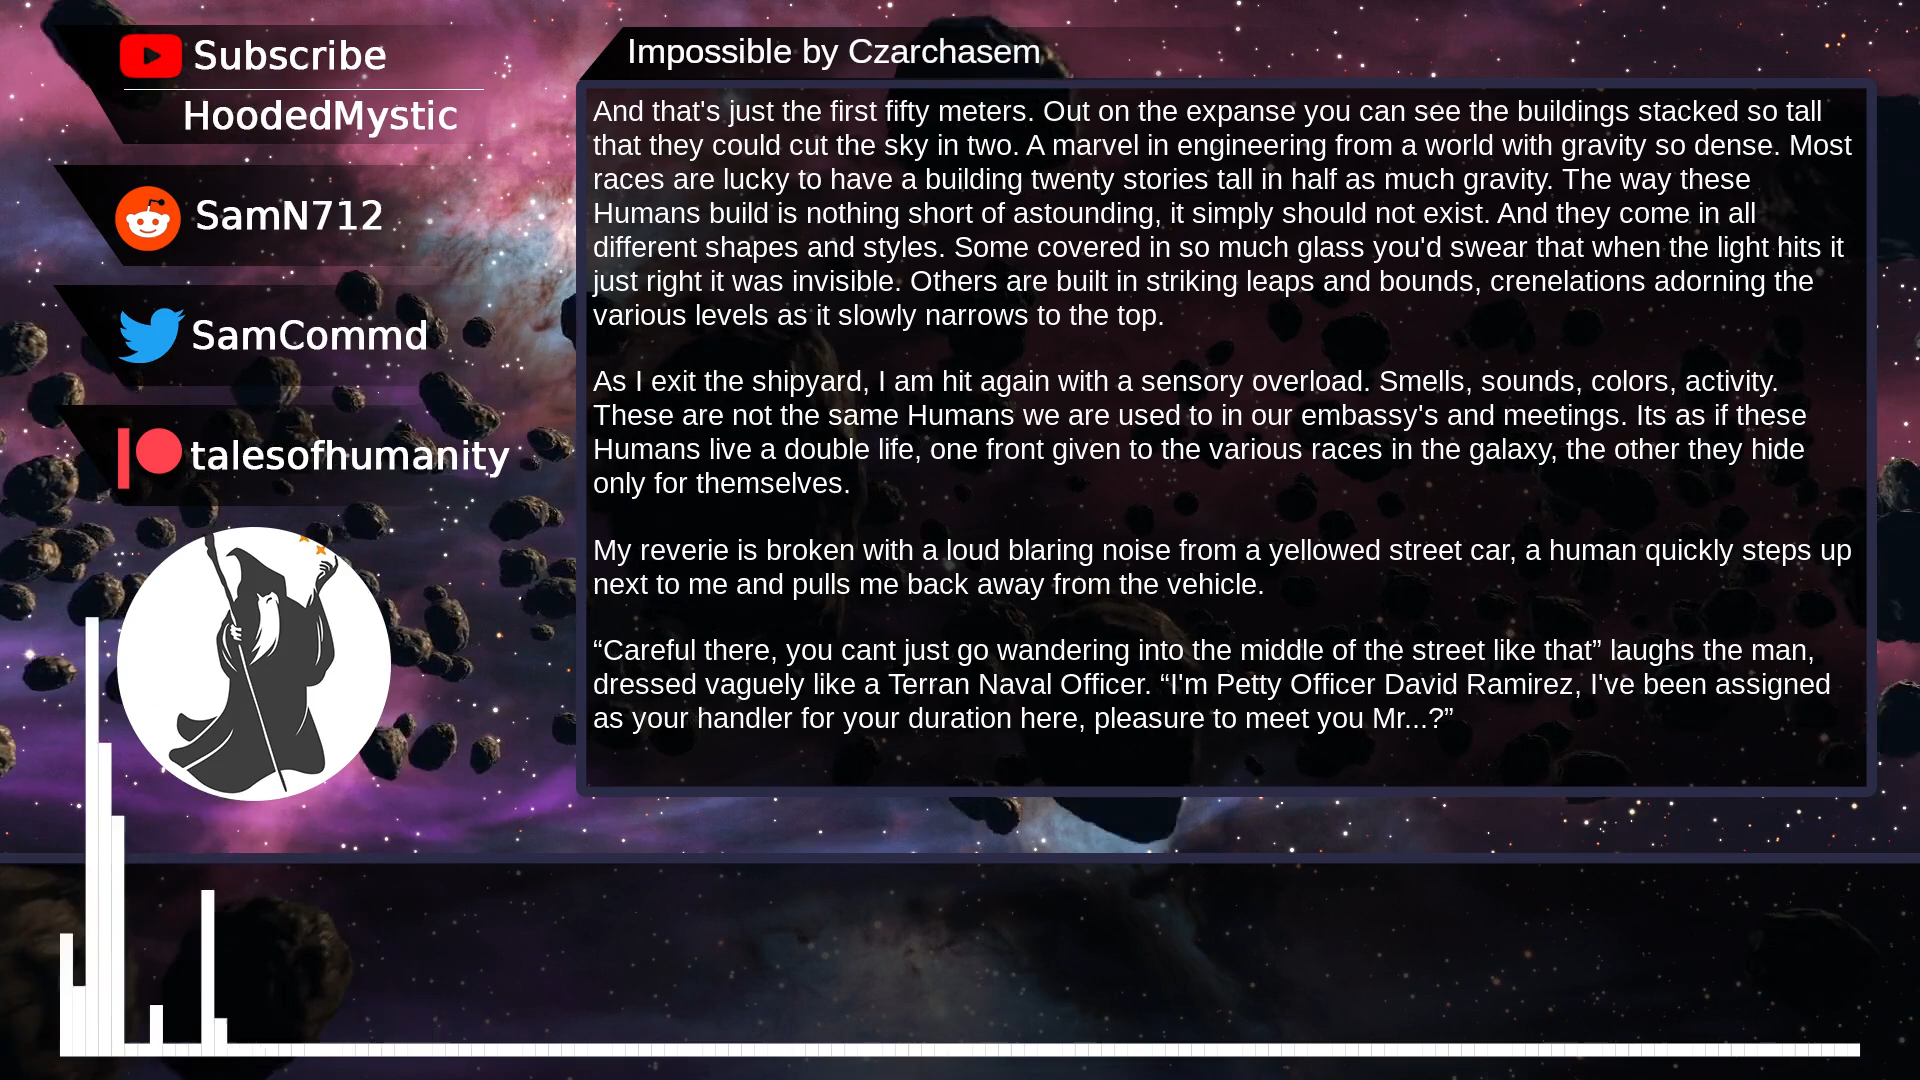 Subscribe
HoodedMystic
SamN712
SamCommd
talesofhumanity
Impossible by Czarchasem
And that's just the first fifty meters. Out on the expanse you can see the buildings stacked so tall
that they could cut the sky in two. A marvel in engineering from a world with gravity so dense. Most
races are lucky to have a building twenty stories tall in half as much gravity. The way these
Humans build is nothing short of astounding, it simply should not exist. And they come in all
different shapes and styles. Some covered in so much glass you'd swear that when the light hits it
just right it was invisible. Others are built in striking leaps and bounds, crenelations adorning the
various levels as it slowly narrows to the top.
As I exit the shipyard, I am hit again with a sensory overload. Smells, sounds, colors, activity.
These are not the same Humans we are used to in our embassy's and meetings. Its as if these
Humans live a double life, one front given to the various races in the galaxy, the other they hide
only for themselves.
My reverie is broken with a loud blaring noise from a yellowed street car, a human quickly steps up
next to me and pulls me back away from the vehicle.
“Careful there, you cant just go wandering into the middle of the street like that” laughs the man,
dressed vaguely like a Terran Naval Officer. “I'm Petty Officer David Ramirez, I've been assigned
as your handler for your duration here, pleasure to meet you Mr...?”